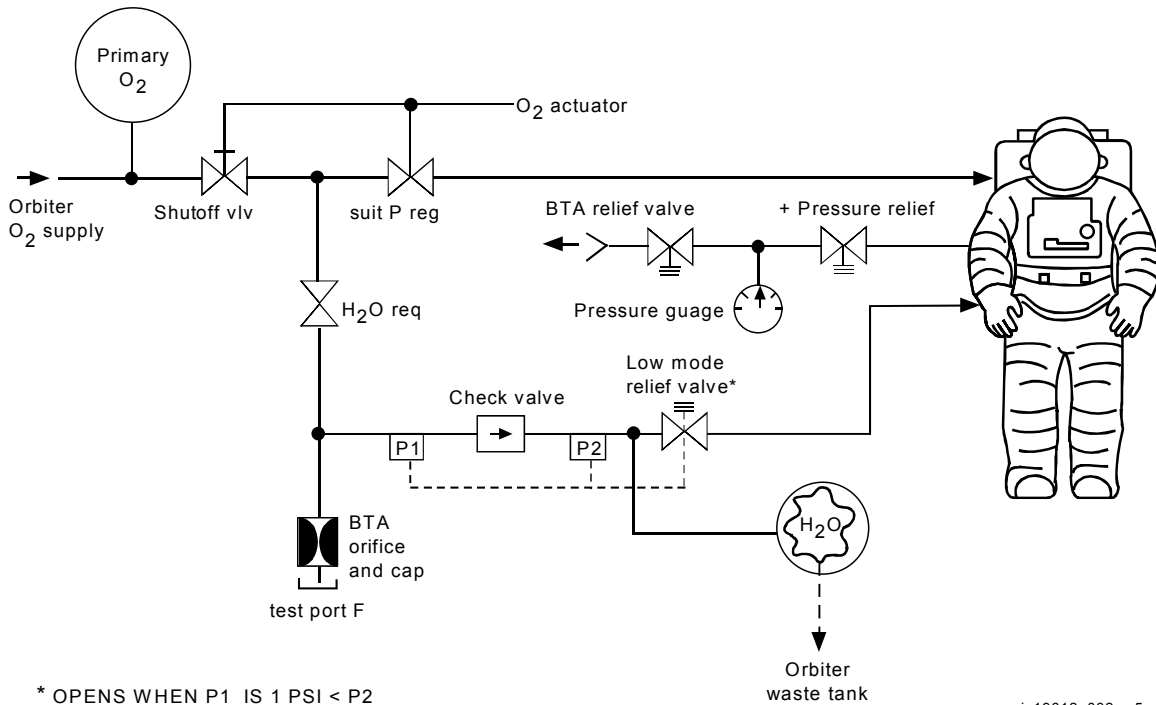 Primary
O2
O2 actuator
Orbiter
O2 supply
Shutoff vlv
suit P reg
BTA relief valve
+ Pressure relief
Pressure guage
H2O req
Low mode
relief valve*
Check valve
P1
P2
H2O
BTA
orifice
and cap
test port F
Orbiter
waste tank
* OPENS WHEN P1 IS 1 PSI < P2